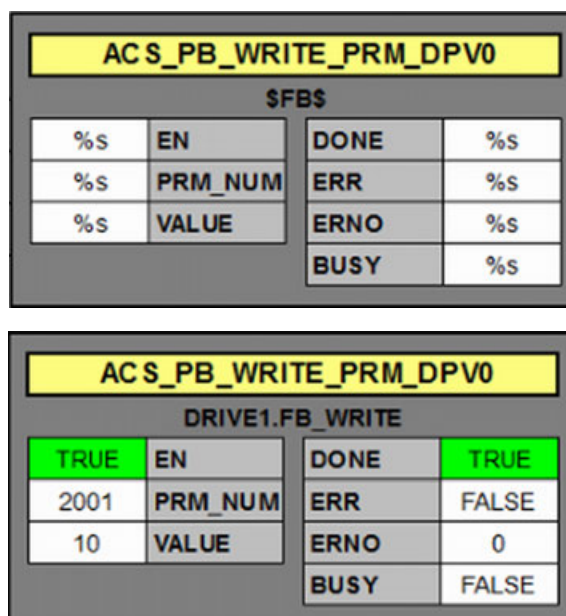 ACS_PB_WRITE_PRM_DPV0
$FB$
%s EN DONE %s
%s PRM_NUM ERR %s
%s VALUE ERNO %s
BUSY %s
ACS_PB_WRITE_PRM_DPV0
DRIVE1.FB_WRITE
TRUE EN DONE TRUE
2001 PRM_NUM ERR FALSE
10 VALUE ERNO 0
BUSY FALSE